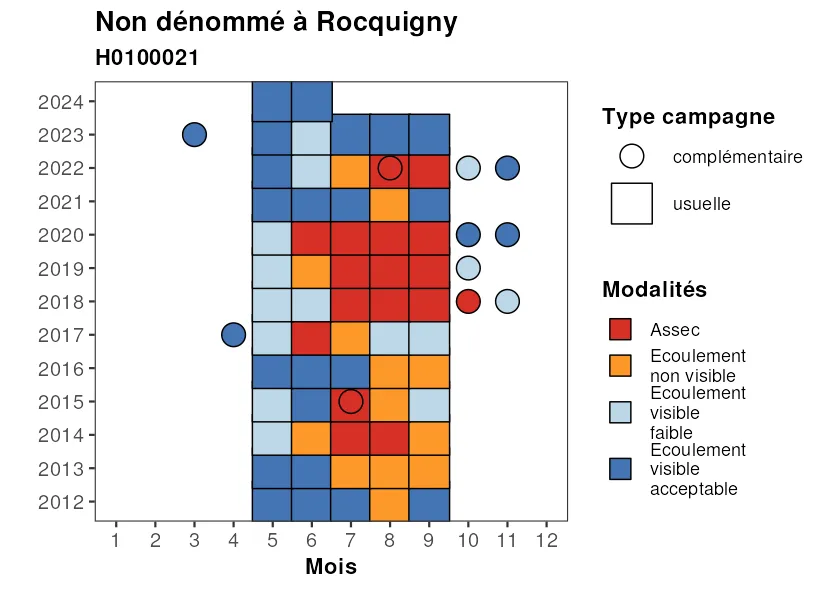 Non dénommé à Rocquigny
H0100021
2024
2023
2022
2021
2020
2019
2018
2017
2016
2015
2014
2013
2012
1 2 3 4 5 6 7 8 9 10 11 12
Mois
Type campagne
complémentaire
usuelle
Modalités
Assec
Ecoulement
non visible
Ecoulement
visible
faible
Ecoulement
visible
acceptable